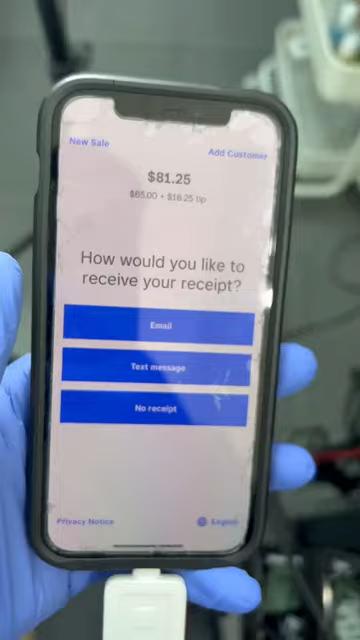 New Sale
Add Customer
$81.25
$65.00 + $16.25 tip
How would you like to
receive your receipt?
Email
Text message
No receipt
Privacy Notice